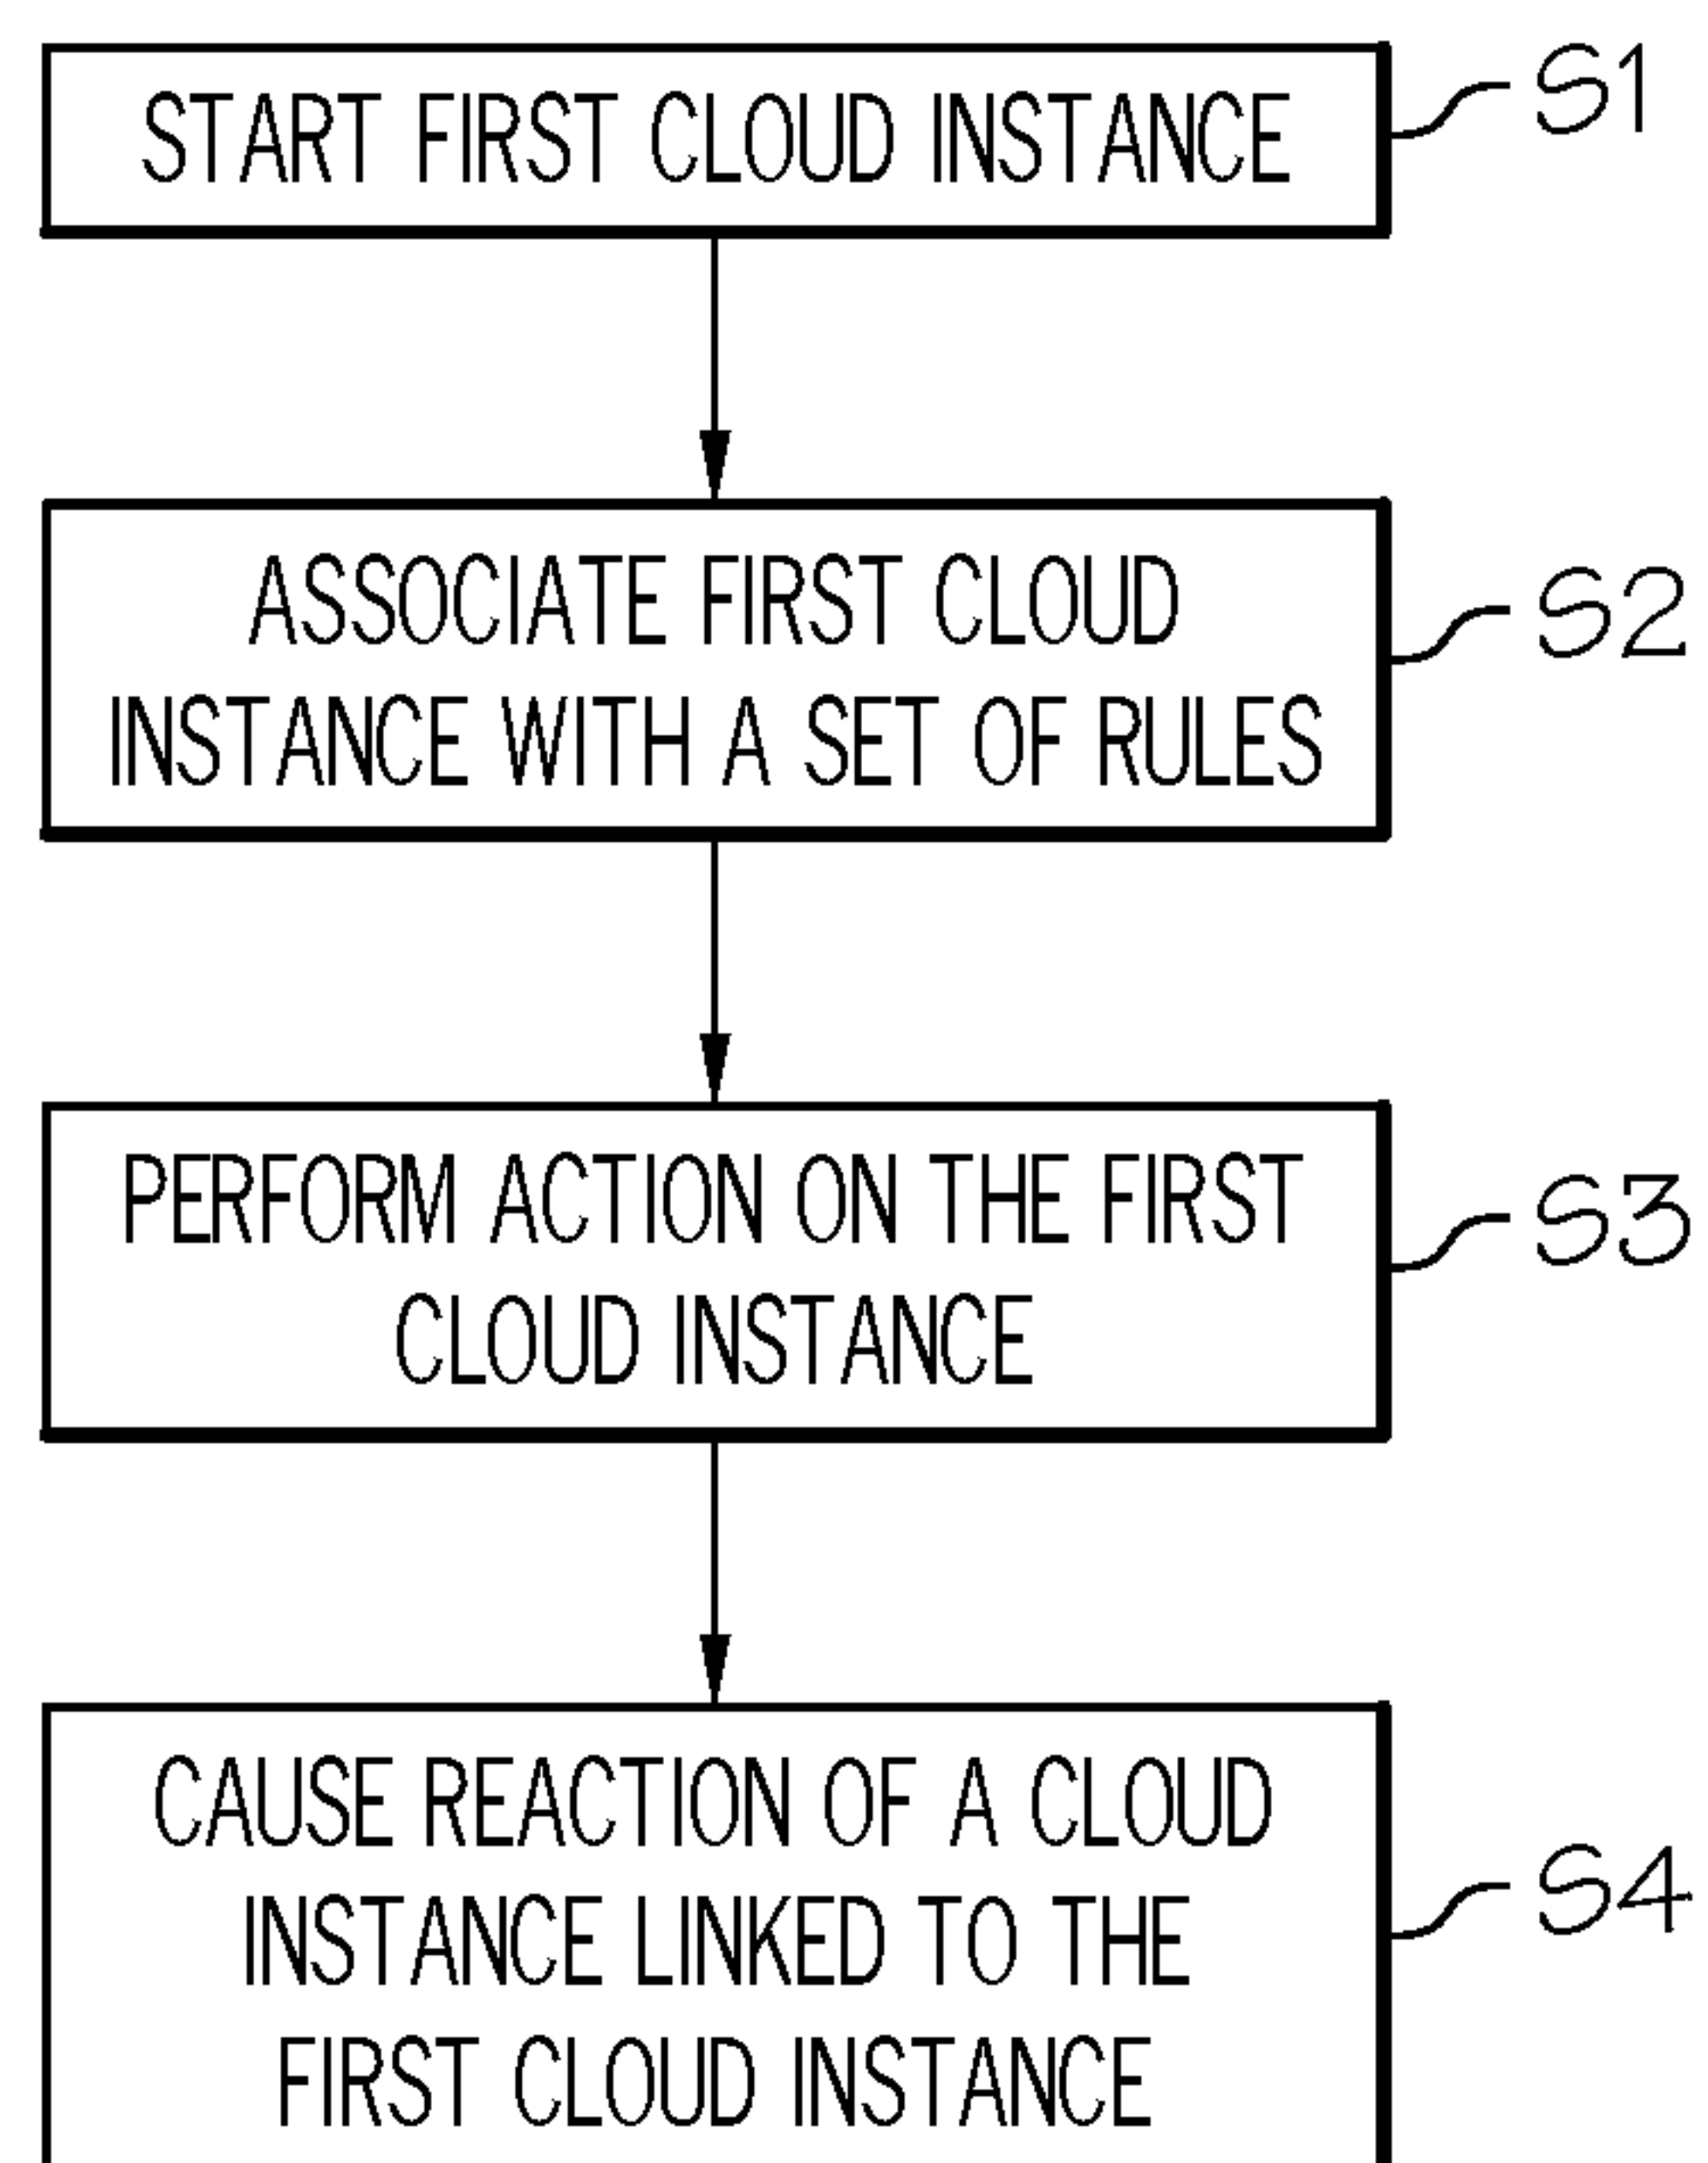 START FIRST CLOUD INSTANCE
S1
ASSOCIATE FIRST CLOUD
INSTANCE WITH A SET OF RULES
S2
PERFORM ACTION ON THE FIRST
CLOUD INSTANCE
S3
CAUSE REACTION OF A CLOUD
INSTANCE LINKED TO THE
FIRST CLOUD INSTANCE
S4